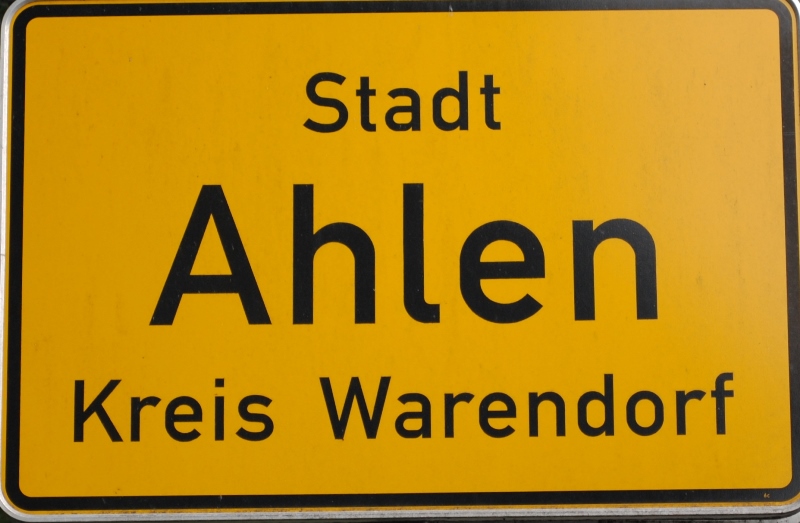 Stadt
Ahlen
Kreis Warendorf